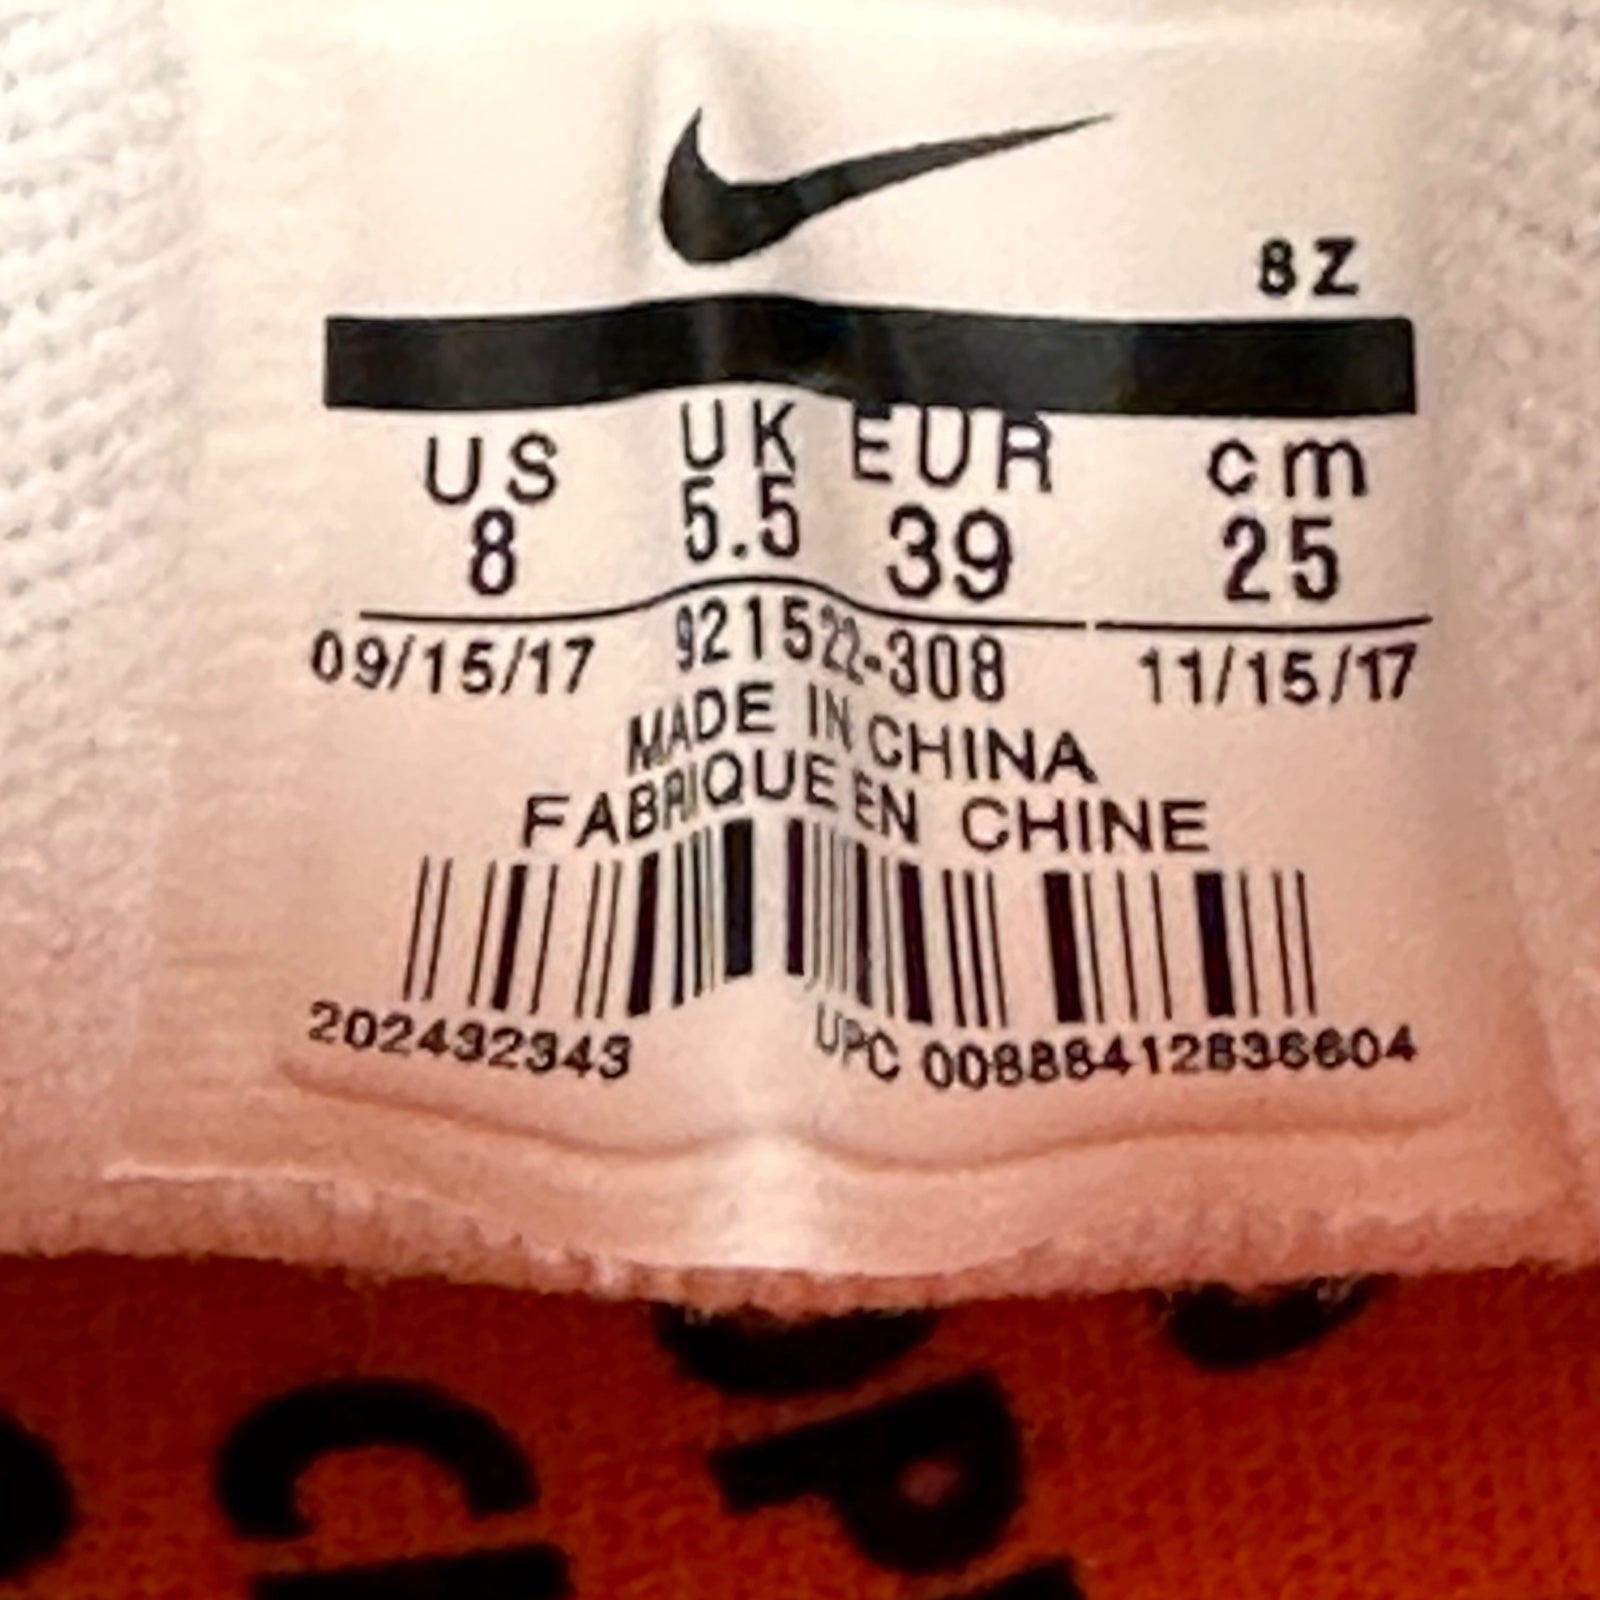 8Z
US UK EUR cm
8 5.5 39 25
09/15/17 921522-308 11/15/17
MADE IN CHINA
FABRIQUE EN CHINE
202432343 UPC 00888412836604